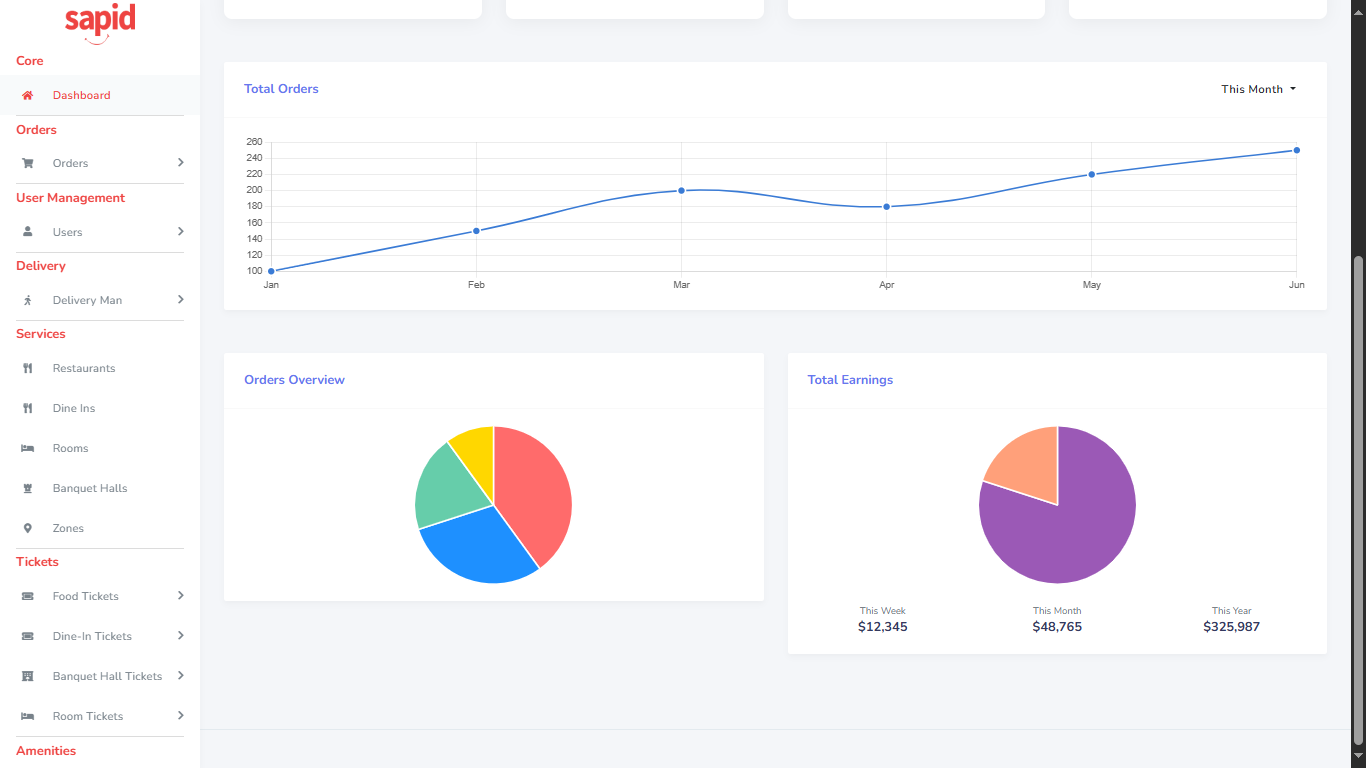 sapid
Core
Dashboard
Orders
Orders
User Management
Users
Delivery
Delivery Man
Services
Restaurants
Dine Ins
Rooms
Banquet Halls
Zones
Tickets
Food Tickets
Dine-In Tickets
Banquet Hall Tickets
Room Tickets
Amenities
Total Orders
This Month
260
240
220
200
180
160
140
120
100
Jan Feb Mar Apr May Jun
Orders Overview
Total Earnings
This Week This Month This Year
$12,345 $48,765 $325,987